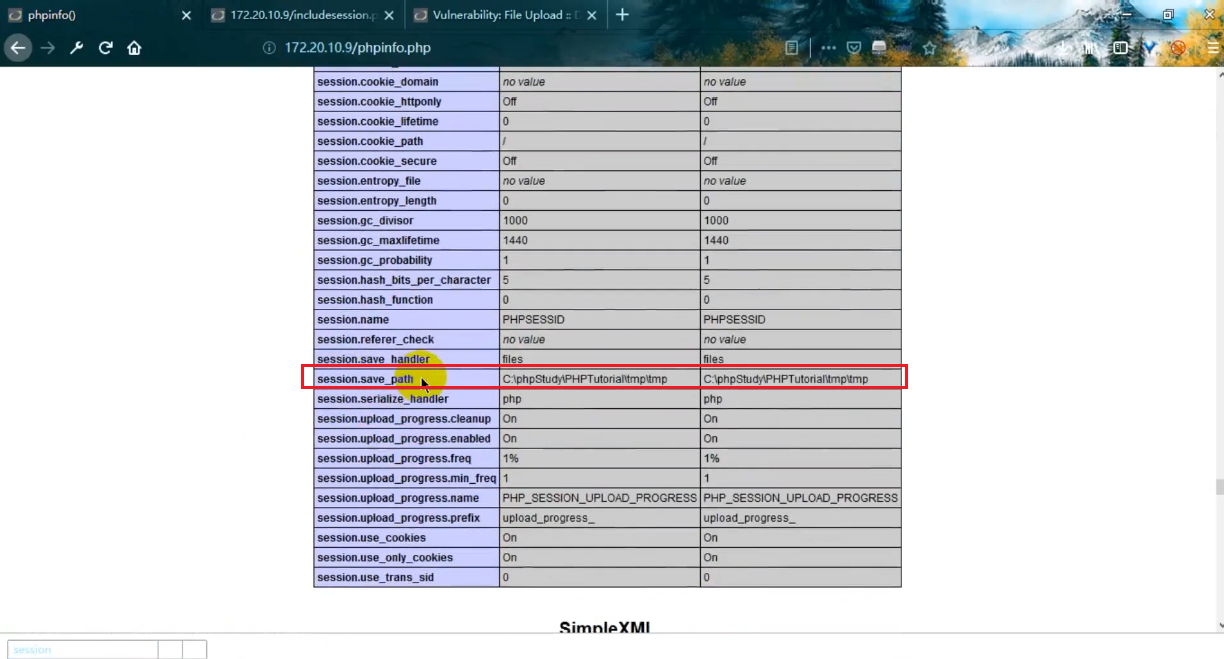 phpinfo()
172.20.10.9/includesession.p
Vulnerability: File Upload :: D
172.20.10.9/phpinfo.php
session.cookie_domain no value no value
session.cookie_httponly Off Off
session.cookie_lifetime 0 0
session.cookie_path / /
session.cookie_secure Off Off
session.entropy_file no value no value
session.entropy_length 0 0
session.gc_divisor 1000 1000
session.gc_maxlifetime 1440 1440
session.gc_probability 1 1
session.hash_bits_per_character 5 5
session.hash_function 0 0
session.name PHPSESSID PHPSESSID
session.referer_check no value no value
session.save_handler files files
session.save_path C:\phpStudy\PHPTutorial\tmp\tmp C:\phpStudy\PHPTutorial\tmp\tmp
session.serialize_handler php php
session.upload_progress.cleanup On On
session.upload_progress.enabled On On
session.upload_progress.freq 1% 1%
session.upload_progress.min_freq 1 1
session.upload_progress.name PHP_SESSION_UPLOAD_PROGRESS PHP_SESSION_UPLOAD_PROGRESS
session.upload_progress.prefix upload_progress_ upload_progress_
session.use_cookies On On
session.use_only_cookies On On
session.use_trans_sid 0 0
SimpleXML
session